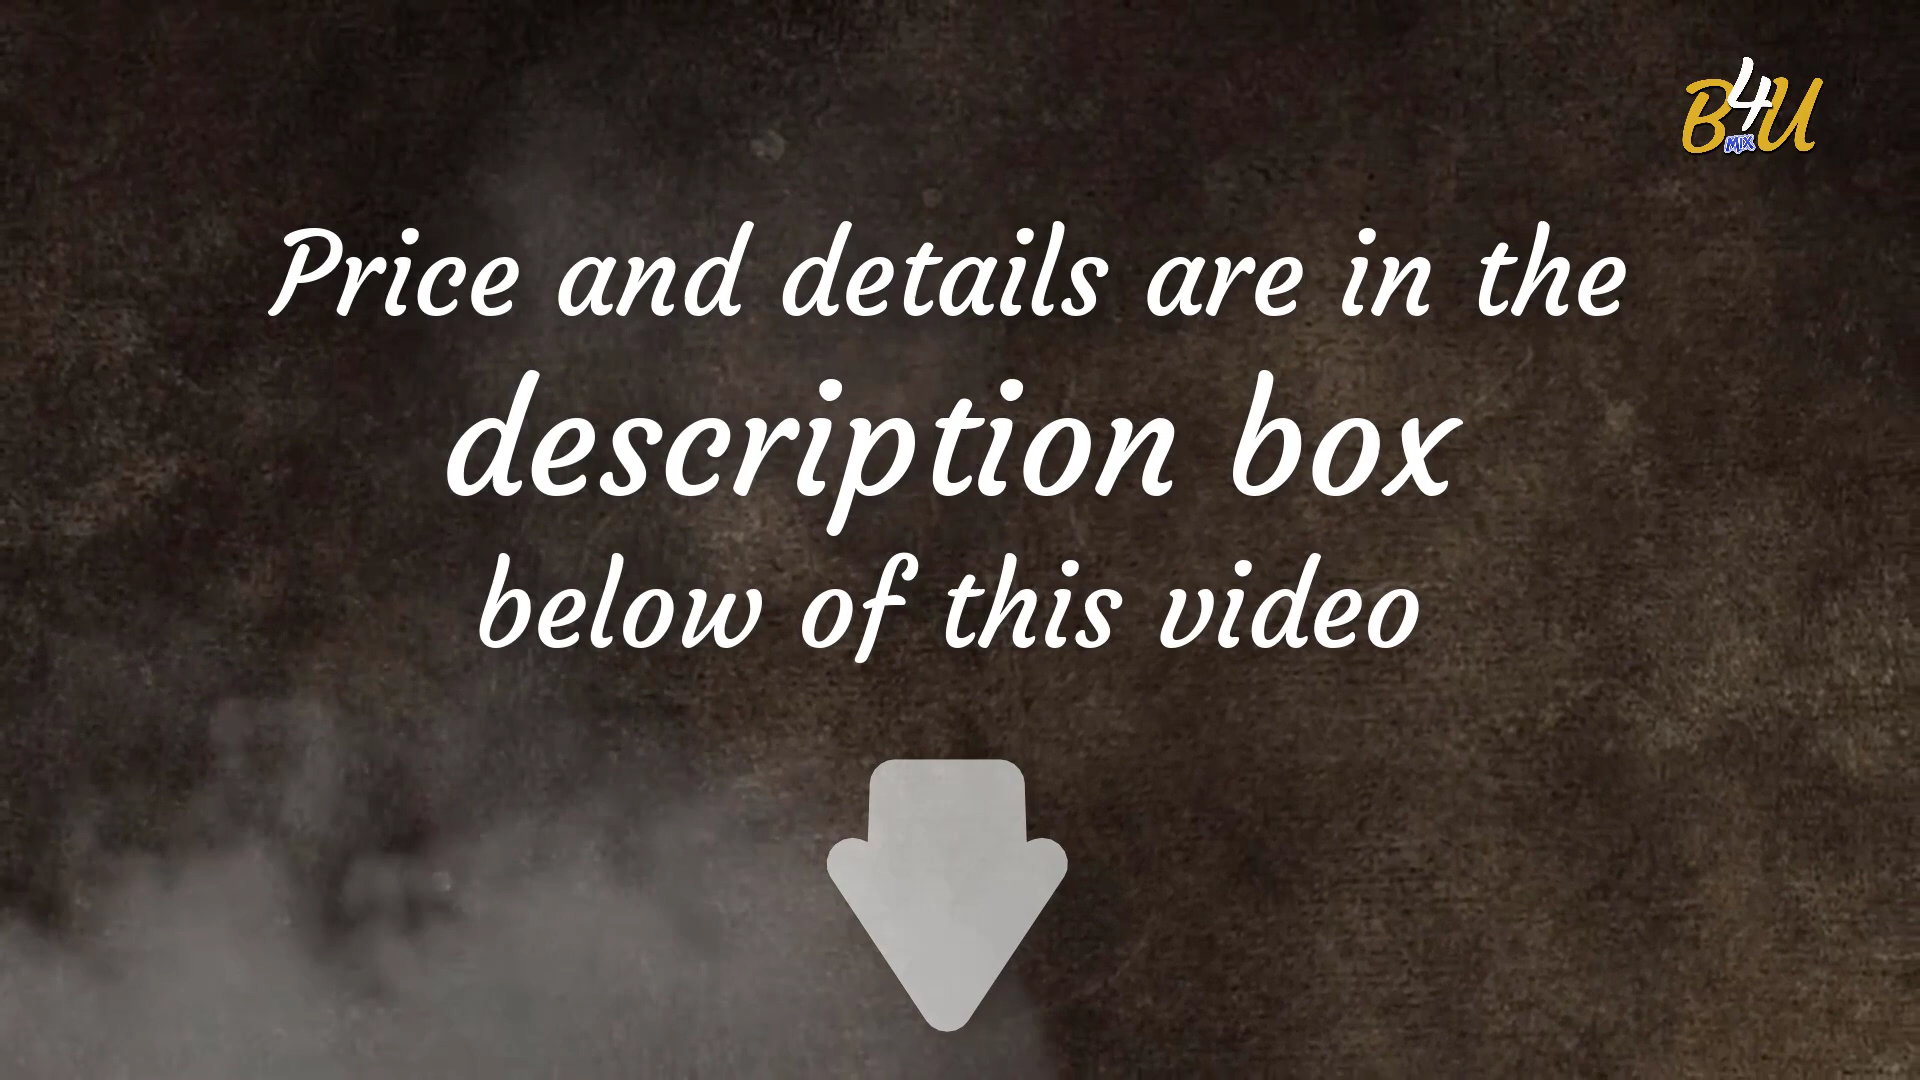 B4U
MIX
Price and details are in the
description box
below of this video